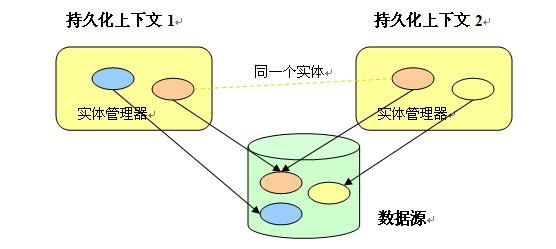 持久化上下文 1
持久化上下文 2
同一个实体
实体管理器
实体管理器
数据源